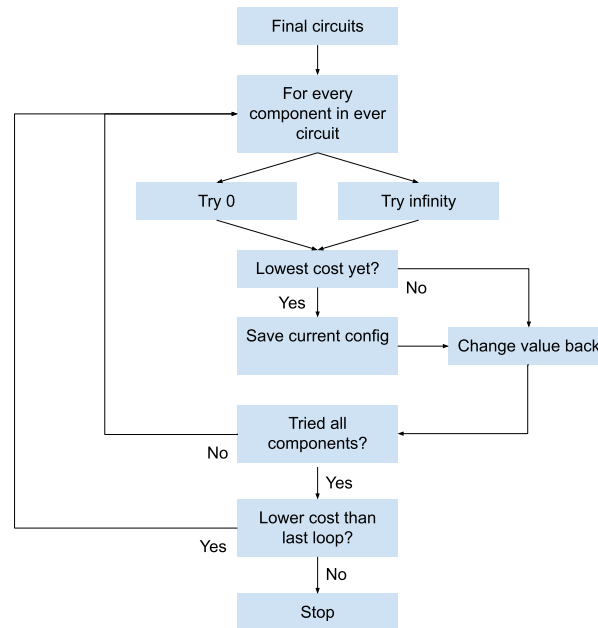 Final circuits
For every
component in ever
circuit
Try 0
Try infinity
Lowest cost yet?
No
Yes
Save current config
Change value back
Tried all
components?
No
Yes
Lower cost than
last loop?
Yes
No
Stop